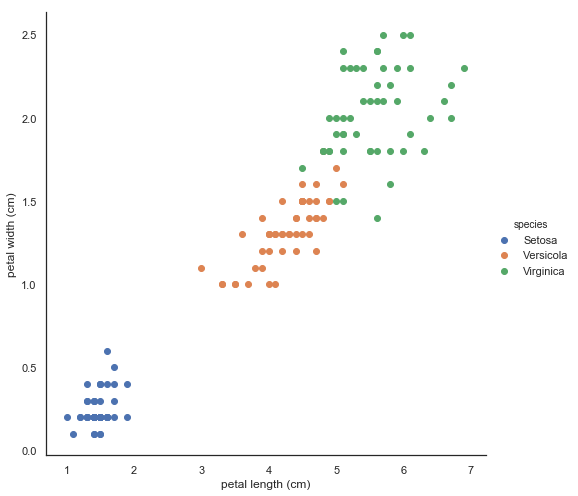 2.5
2.0
1.5
1.0
0.5
0.0
petal width (cm)
1 2 3 4 5 6 7
petal length (cm)
species
Setosa
Versicola
Virginica